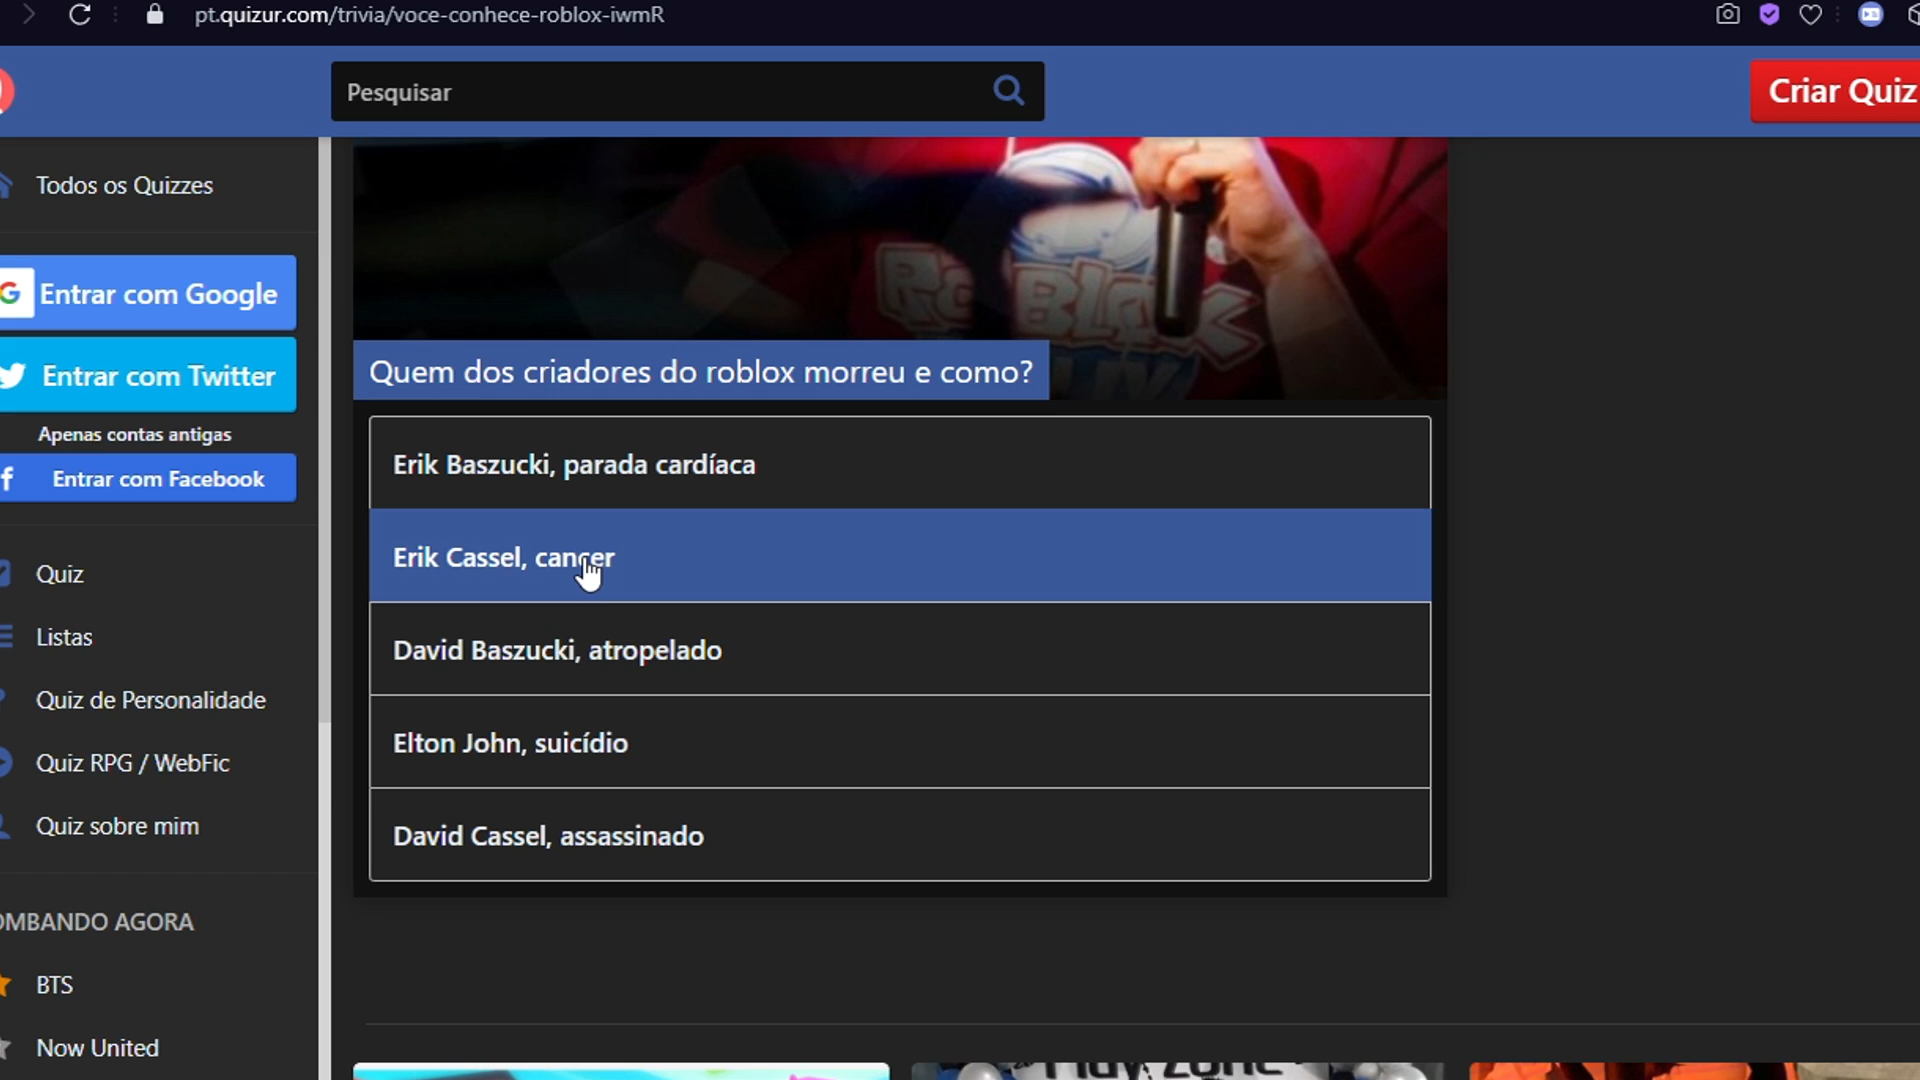 pt.quizur.com/trivia/voce-conhece-roblox-iwmR
Pesquisar
Criar Quiz
Todos os Quizzes
Entrar com Google
Entrar com Twitter
Apenas contas antigas
Entrar com Facebook
Quiz
Listas
Quiz de Personalidade
Quiz RPG / WebFic
Quiz sobre mim
OMBANDO AGORA
BTS
Now United
ROBLOX
Quem dos criadores do roblox morreu e como?
Erik Baszucki, parada cardíaca
Erik Cassel, cancer
David Baszucki, atropelado
Elton John, suicídio
David Cassel, assassinado